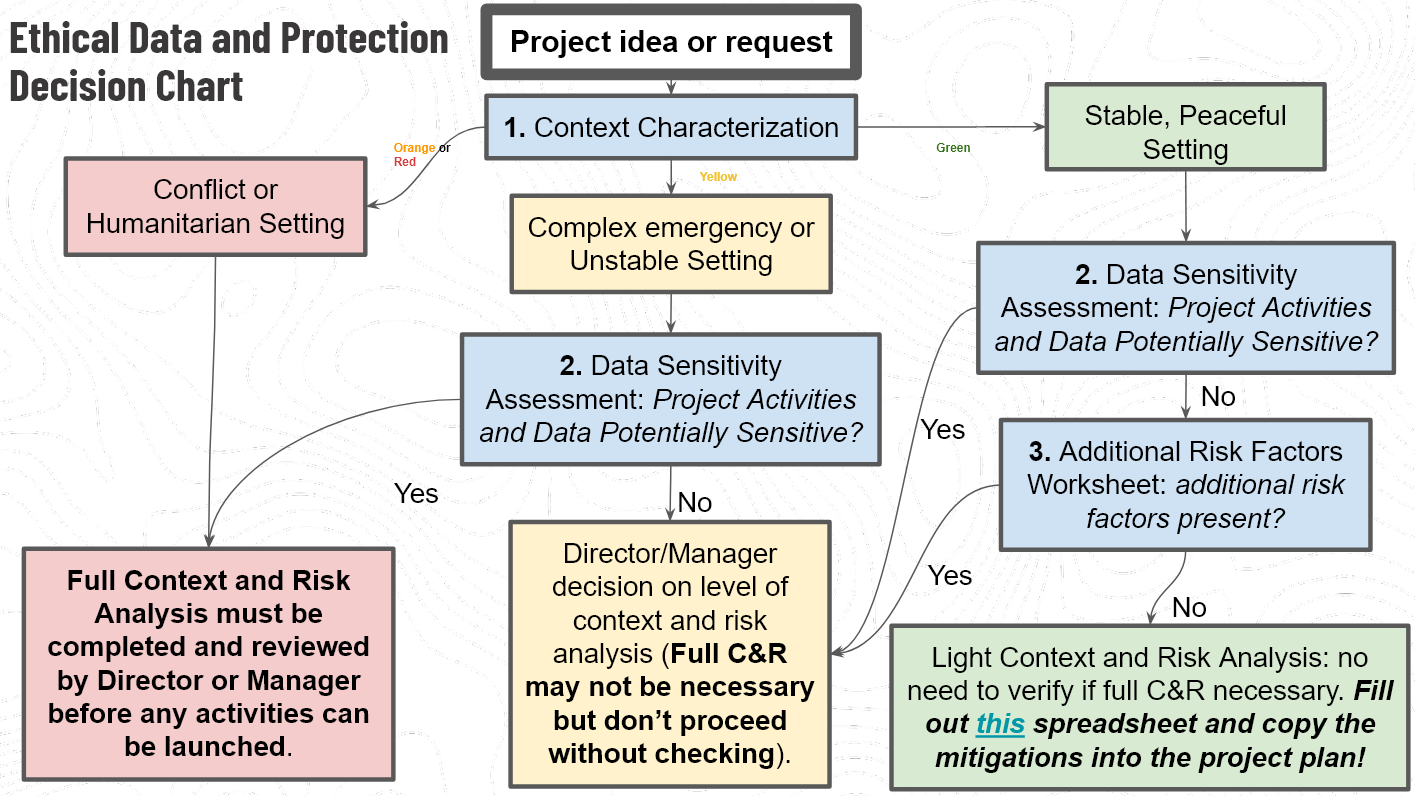 Ethical Data and Protection
Decision Chart
Project idea or request
1. Context Characterization
Orange or
Red
Yellow
Green
Stable, Peaceful
Setting
Conflict or
Humanitarian Setting
Complex emergency or
Unstable Setting
2. Data Sensitivity
Assessment: Project Activities
and Data Potentially Sensitive?
2. Data Sensitivity
Assessment: Project Activities
and Data Potentially Sensitive?
No
Yes
3. Additional Risk Factors
Worksheet: additional risk
factors present?
Yes
No
Yes
No
Full Context and Risk
Analysis must be
completed and reviewed
by Director or Manager
before any activities can
be launched.
Director/Manager
decision on level of
context and risk
analysis (Full C&R
may not be necessary
but don’t proceed
without checking).
Light Context and Risk Analysis: no
need to verify if full C&R necessary. Fill
out this spreadsheet and copy the
mitigations into the project plan!